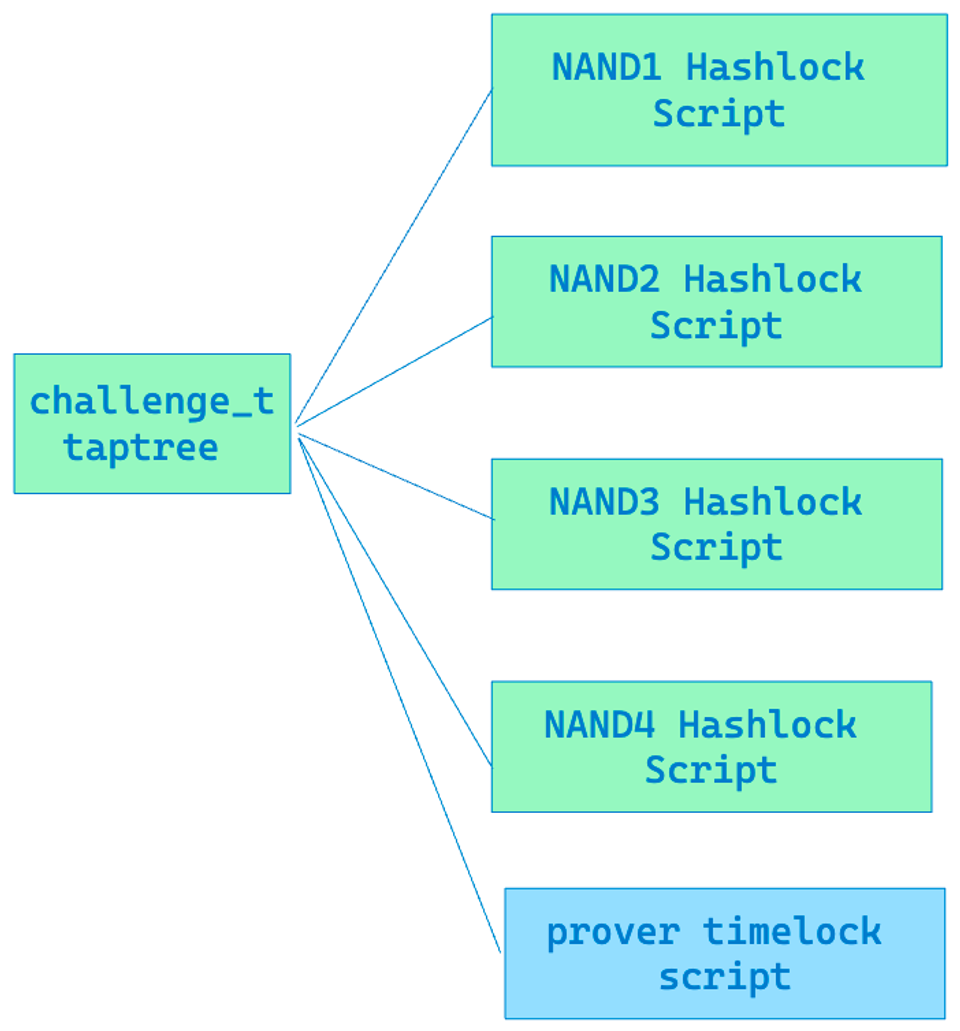 NAND1 Hashlock
Script
NAND2 Hashlock
Script
challenge_t
taptree
NAND3 Hashlock
Script
NAND4 Hashlock
Script
prover timelock
script